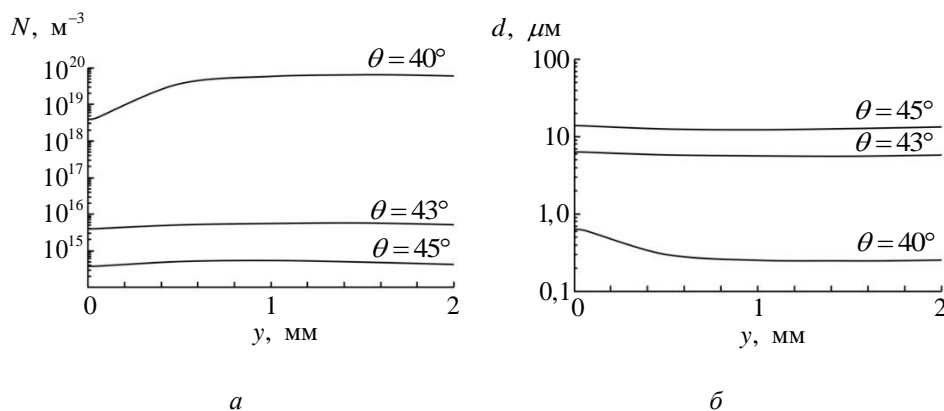 N, м⁻³
10²⁰
10¹⁹
10¹⁸
10¹⁷
10¹⁶
10¹⁵
θ = 40°
θ = 43°
θ = 45°
0 1 2
y, мм
а
d, μм
100
10
1,0
0,1
θ = 45°
θ = 43°
θ = 40°
0 1 2
y, мм
б